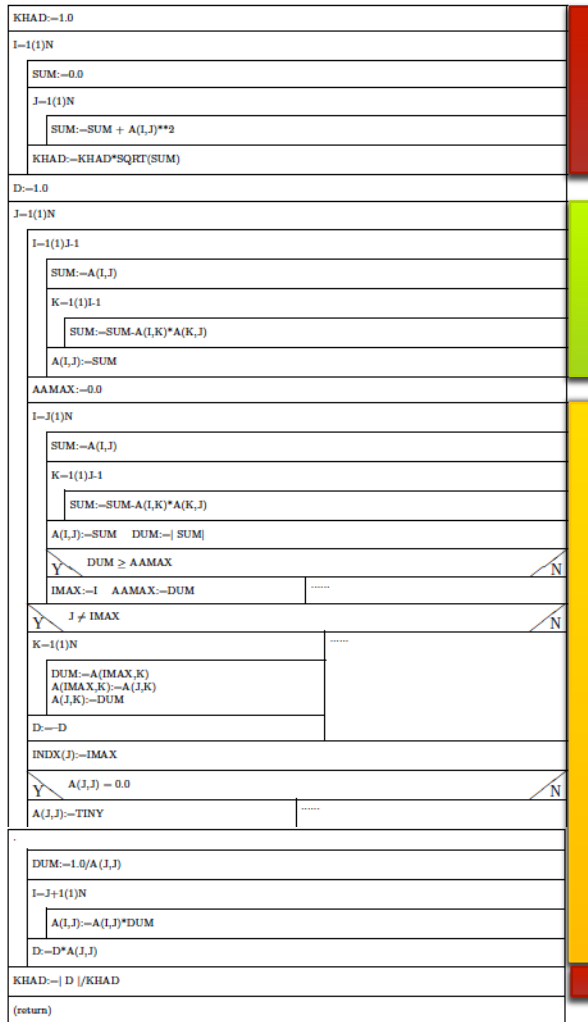 KHAD:=1.0
I=1(1)N
SUM:=0.0
J=1(1)N
SUM:=SUM + A(I,J)**2
KHAD:=KHAD*SQRT(SUM)
D:=1.0
J=1(1)N
I=1(1)J-1
SUM:=A(I,J)
K=1(1)I-1
SUM:=SUM-A(I,K)*A(K,J)
A(I,J):=SUM
AAMAX:=0.0
I=J(1)N
SUM:=A(I,J)
K=1(1)J-1
SUM:=SUM-A(I,K)*A(K,J)
A(I,J):=SUM DUM:=| SUM|
Y DUM ≥ AAMAX N
IMAX:=I AAMAX:=DUM ......
Y J ≠ IMAX N
K=1(1)N ......
DUM:=A(IMAX,K)
A(IMAX,K):=A(J,K)
A(J,K):=DUM
D:=-D
INDX(J):=IMAX
Y A(J,J) = 0.0 N
A(J,J):=TINY ......
.
DUM:=1.0/A(J,J)
I=J+1(1)N
A(I,J):=A(I,J)*DUM
D:=D*A(J,J)
KHAD:=| D |/KHAD
(return)